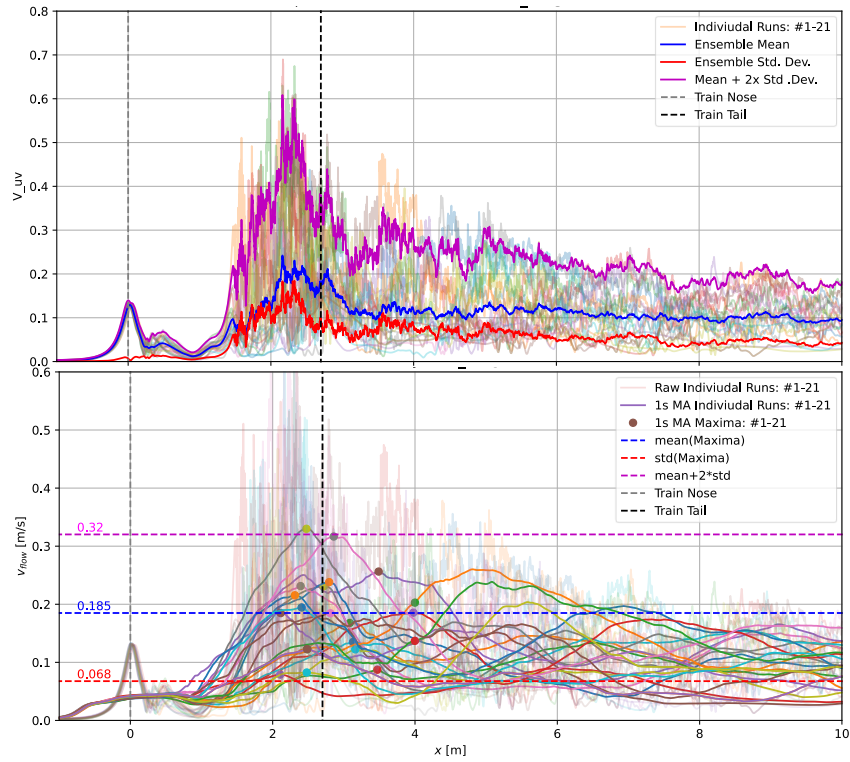 0.8
0.7
0.6
0.5
0.4
0.3
0.2
0.1
0.0
V_uv
Indiviudal Runs: #1-21
Ensemble Mean
Ensemble Std. Dev.
Mean + 2x Std .Dev.
Train Nose
Train Tail
0.6
0.5
0.4
0.3
0.2
0.1
0.0
v_flow [m/s]
Raw Indiviudal Runs: #1-21
1s MA Indiviudal Runs: #1-21
1s MA Maxima: #1-21
mean(Maxima)
std(Maxima)
mean+2*std
Train Nose
Train Tail
0.32
0.185
0.068
0 2 4 6 8 10
x [m]